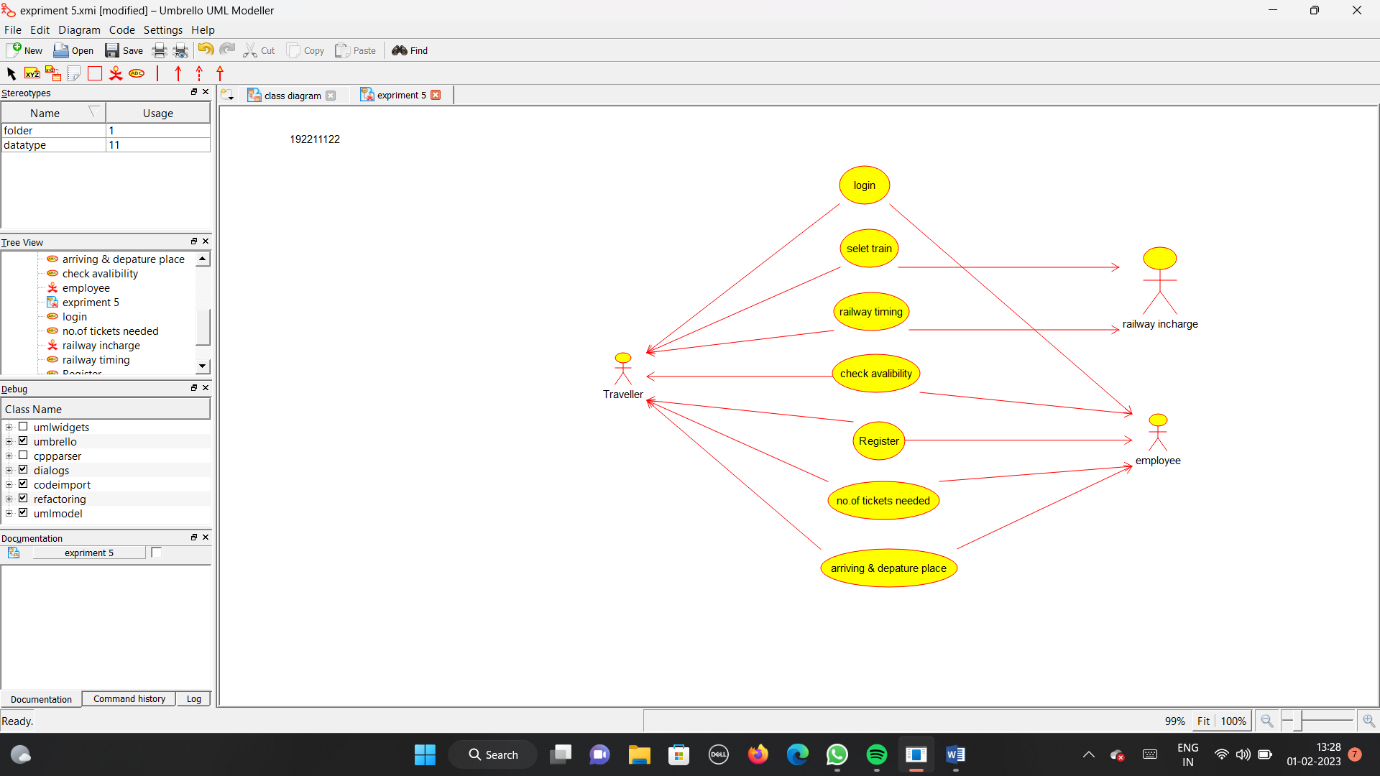 expriment 5.xmi [modified] – Umbrello UML Modeller
File Edit Diagram Code Settings Help
New Open Save Cut Copy Paste Find
XYZ ABC
Stereotypes
class diagram expriment 5
Name Usage
folder 1
datatype 11
192211122
login
selet train
railway timing
check avalibility
Register
no.of tickets needed
arriving & depature place
Traveller
railway incharge
employee
Tree View
arriving & depature place
check avalibility
employee
expriment 5
login
no.of tickets needed
railway incharge
railway timing
Register
Debug
Class Name
umlwidgets
umbrello
cppparser
dialogs
codeimport
refactoring
umlmodel
Documentation
expriment 5
Documentation Command history Log
Ready. 99% Fit 100%
Search
DELL
W
ENG
IN
13:28
01-02-2023
7